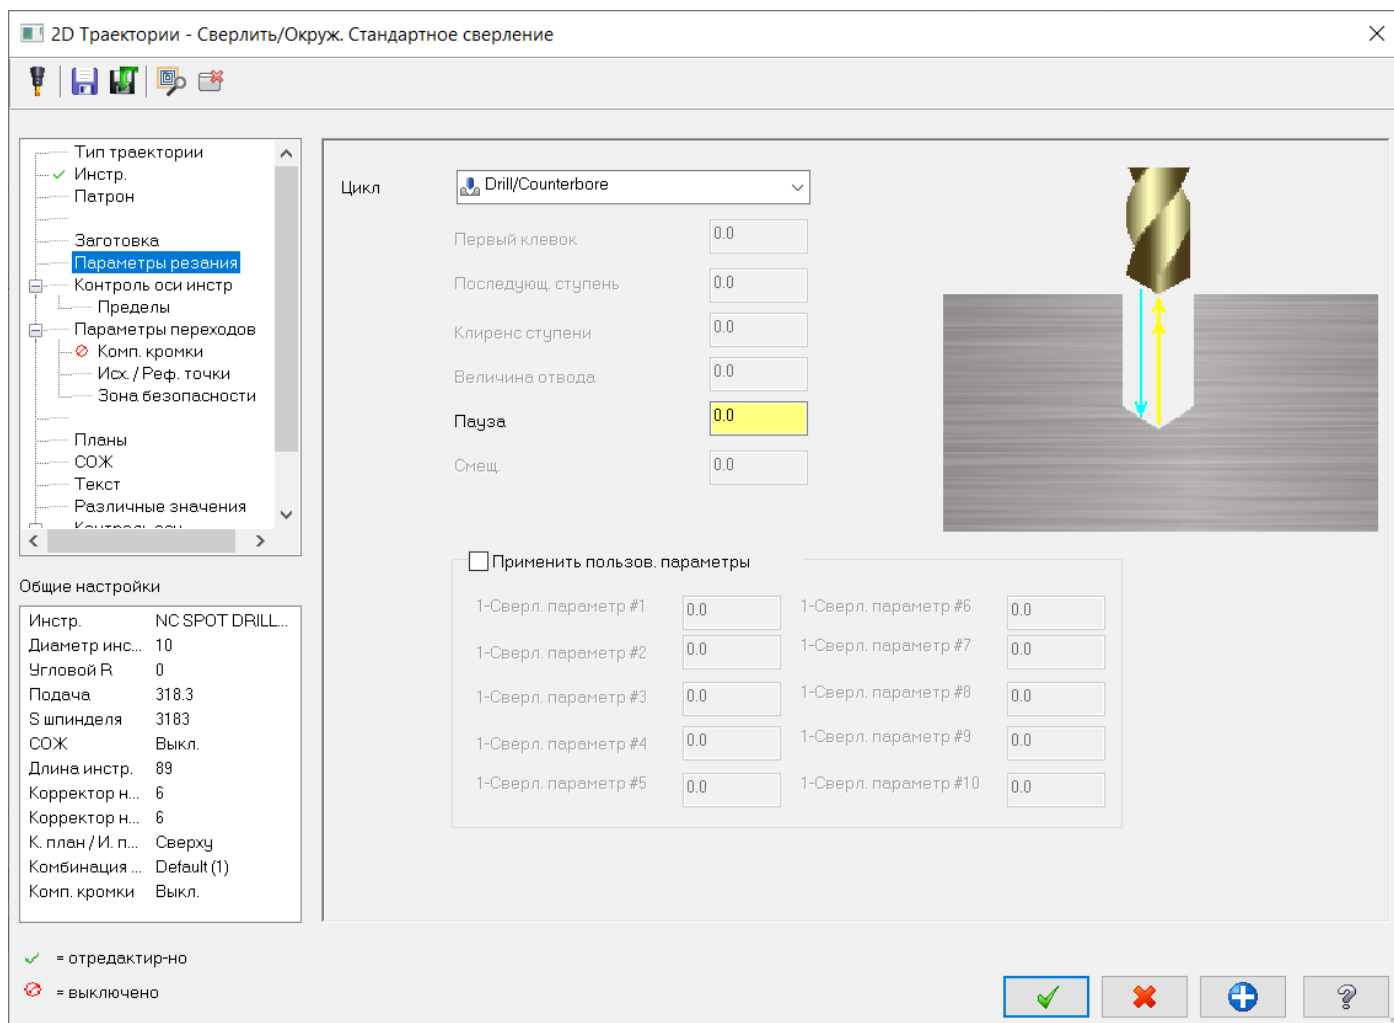 2D Траектории - Сверлить/Окруж. Стандартное сверление
Тип траектории
Инстр.
Патрон
Заготовка
Параметры резания
Контроль оси инстр
Пределы
Параметры переходов
Комп. кромки
Исх. / Реф. точки
Зона безопасности
Планы
СОЖ
Текст
Различные значения
Общие настройки
Инстр. NC SPOT DRILL...
Диаметр инс... 10
Угловой R 0
Подача 318.3
S шпинделя 3183
СОЖ Выкл.
Длина инстр. 89
Корректор н... 6
Корректор н... 6
К. план / И. п... Сверху
Комбинация ... Default (1)
Комп. кромки Выкл.
= отредактир-но
= выключено
Цикл Drill/Counterbore
Первый клевок 0.0
Последующ. ступень 0.0
Клиренс ступени 0.0
Величина отвода 0.0
Пауза 0.0
Смещ. 0.0
Применить пользов. параметры
1-Сверл. параметр #1 0.0 1-Сверл. параметр #6 0.0
1-Сверл. параметр #2 0.0 1-Сверл. параметр #7 0.0
1-Сверл. параметр #3 0.0 1-Сверл. параметр #8 0.0
1-Сверл. параметр #4 0.0 1-Сверл. параметр #9 0.0
1-Сверл. параметр #5 0.0 1-Сверл. параметр #10 0.0